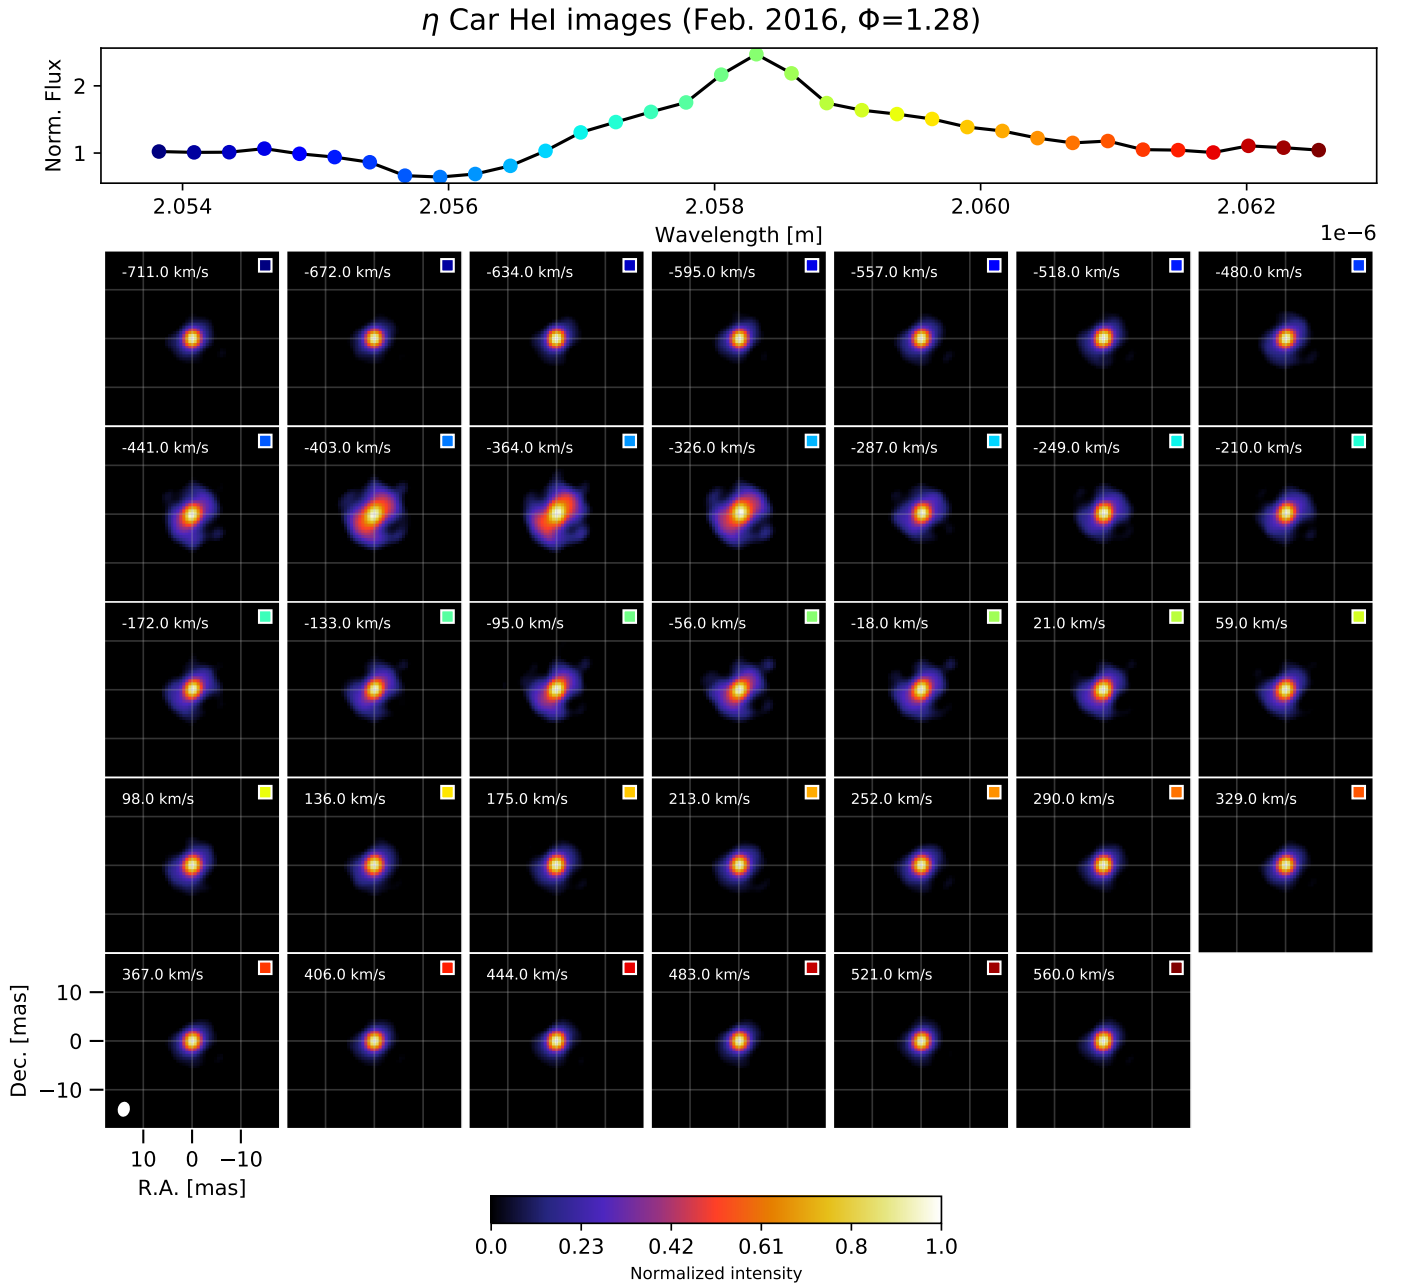 η Car HeI images (Feb. 2016, Φ=1.28)
Norm. Flux
2
1
2.054 2.056 2.058 2.060 2.062
Wavelength [m]
1e−6
-711.0 km/s -672.0 km/s -634.0 km/s -595.0 km/s -557.0 km/s -518.0 km/s -480.0 km/s
-441.0 km/s -403.0 km/s -364.0 km/s -326.0 km/s -287.0 km/s -249.0 km/s -210.0 km/s
-172.0 km/s -133.0 km/s -95.0 km/s -56.0 km/s -18.0 km/s 21.0 km/s 59.0 km/s
98.0 km/s 136.0 km/s 175.0 km/s 213.0 km/s 252.0 km/s 290.0 km/s 329.0 km/s
367.0 km/s 406.0 km/s 444.0 km/s 483.0 km/s 521.0 km/s 560.0 km/s
Dec. [mas]
10
0
−10
10 0 −10
R.A. [mas]
0.0 0.23 0.42 0.61 0.8 1.0
Normalized intensity